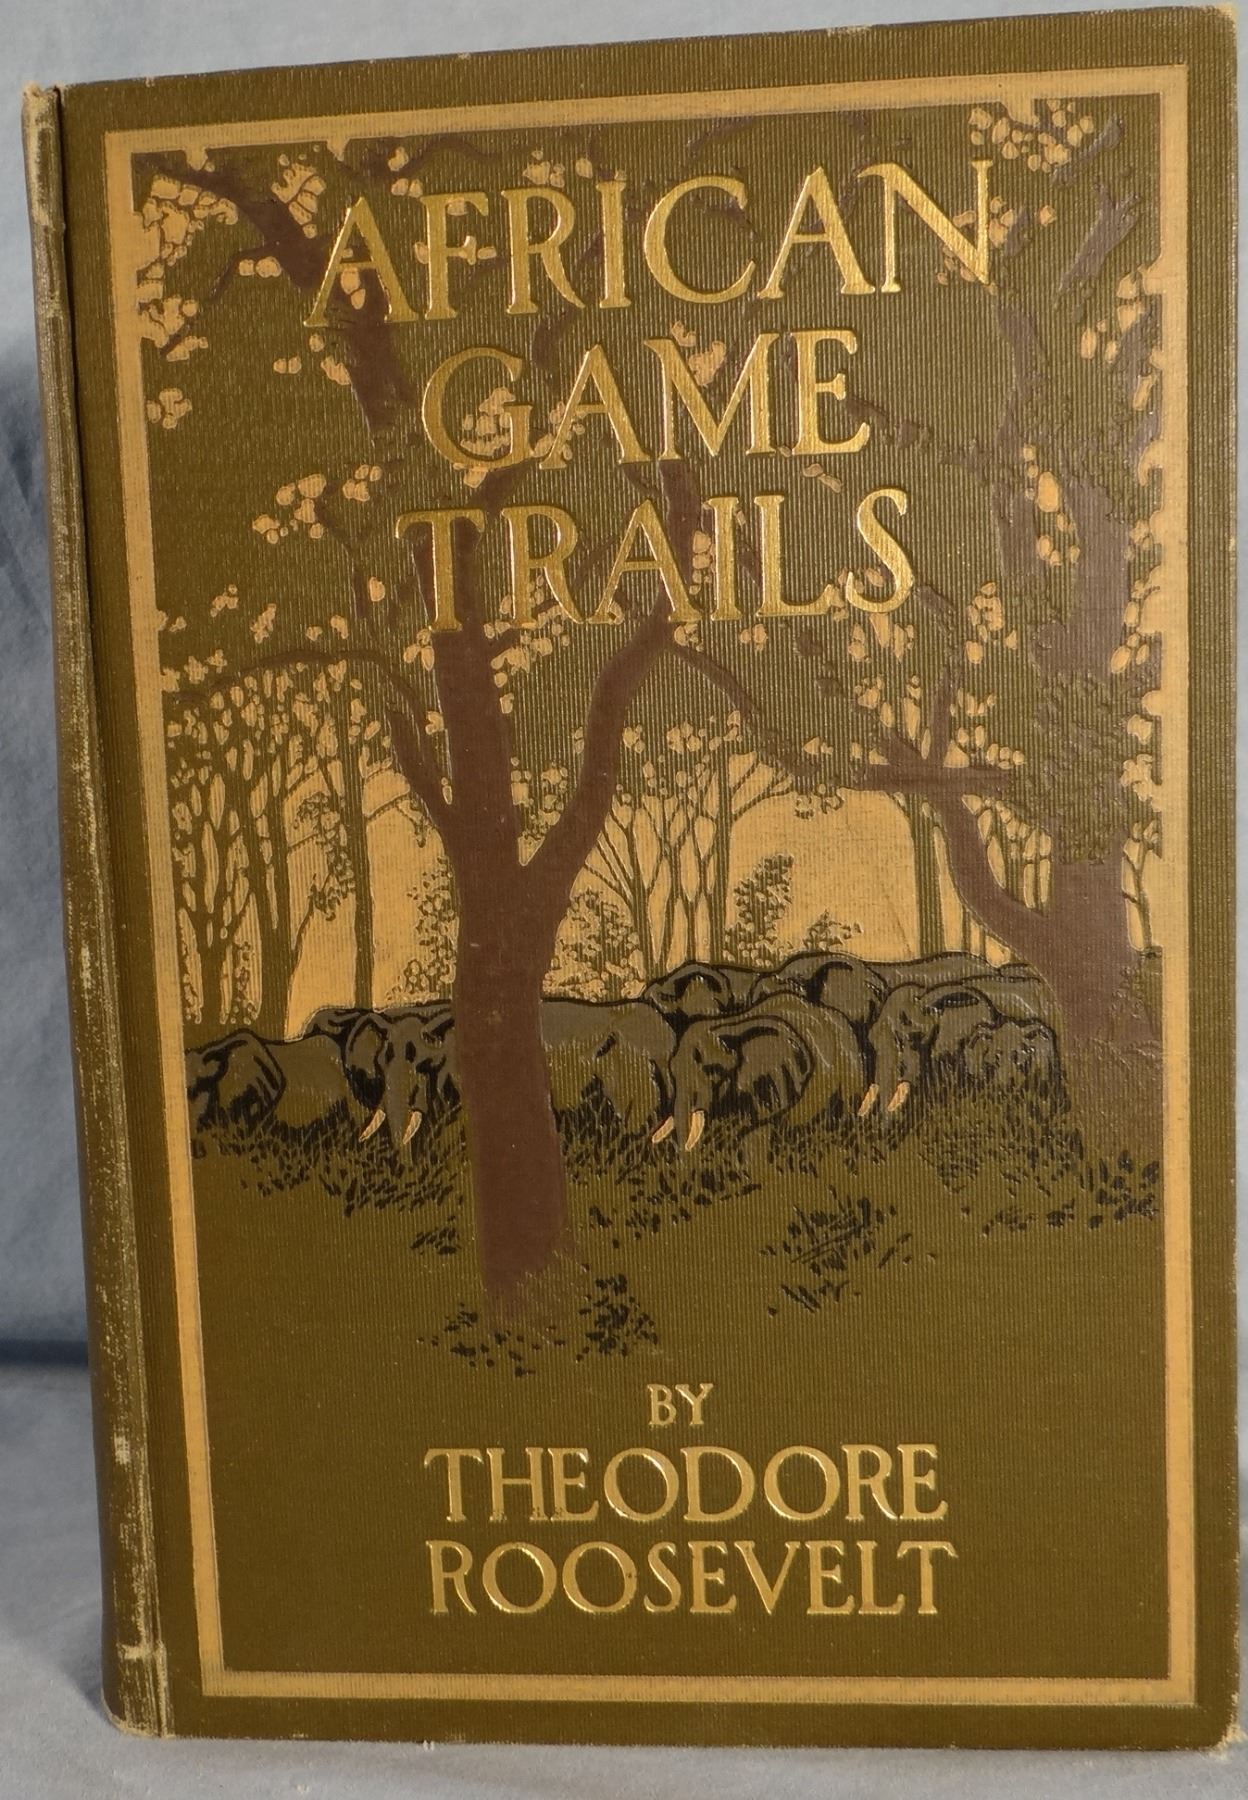 AFRICAN
GAME
TRAILS
BY
THEODORE
ROOSEVELT